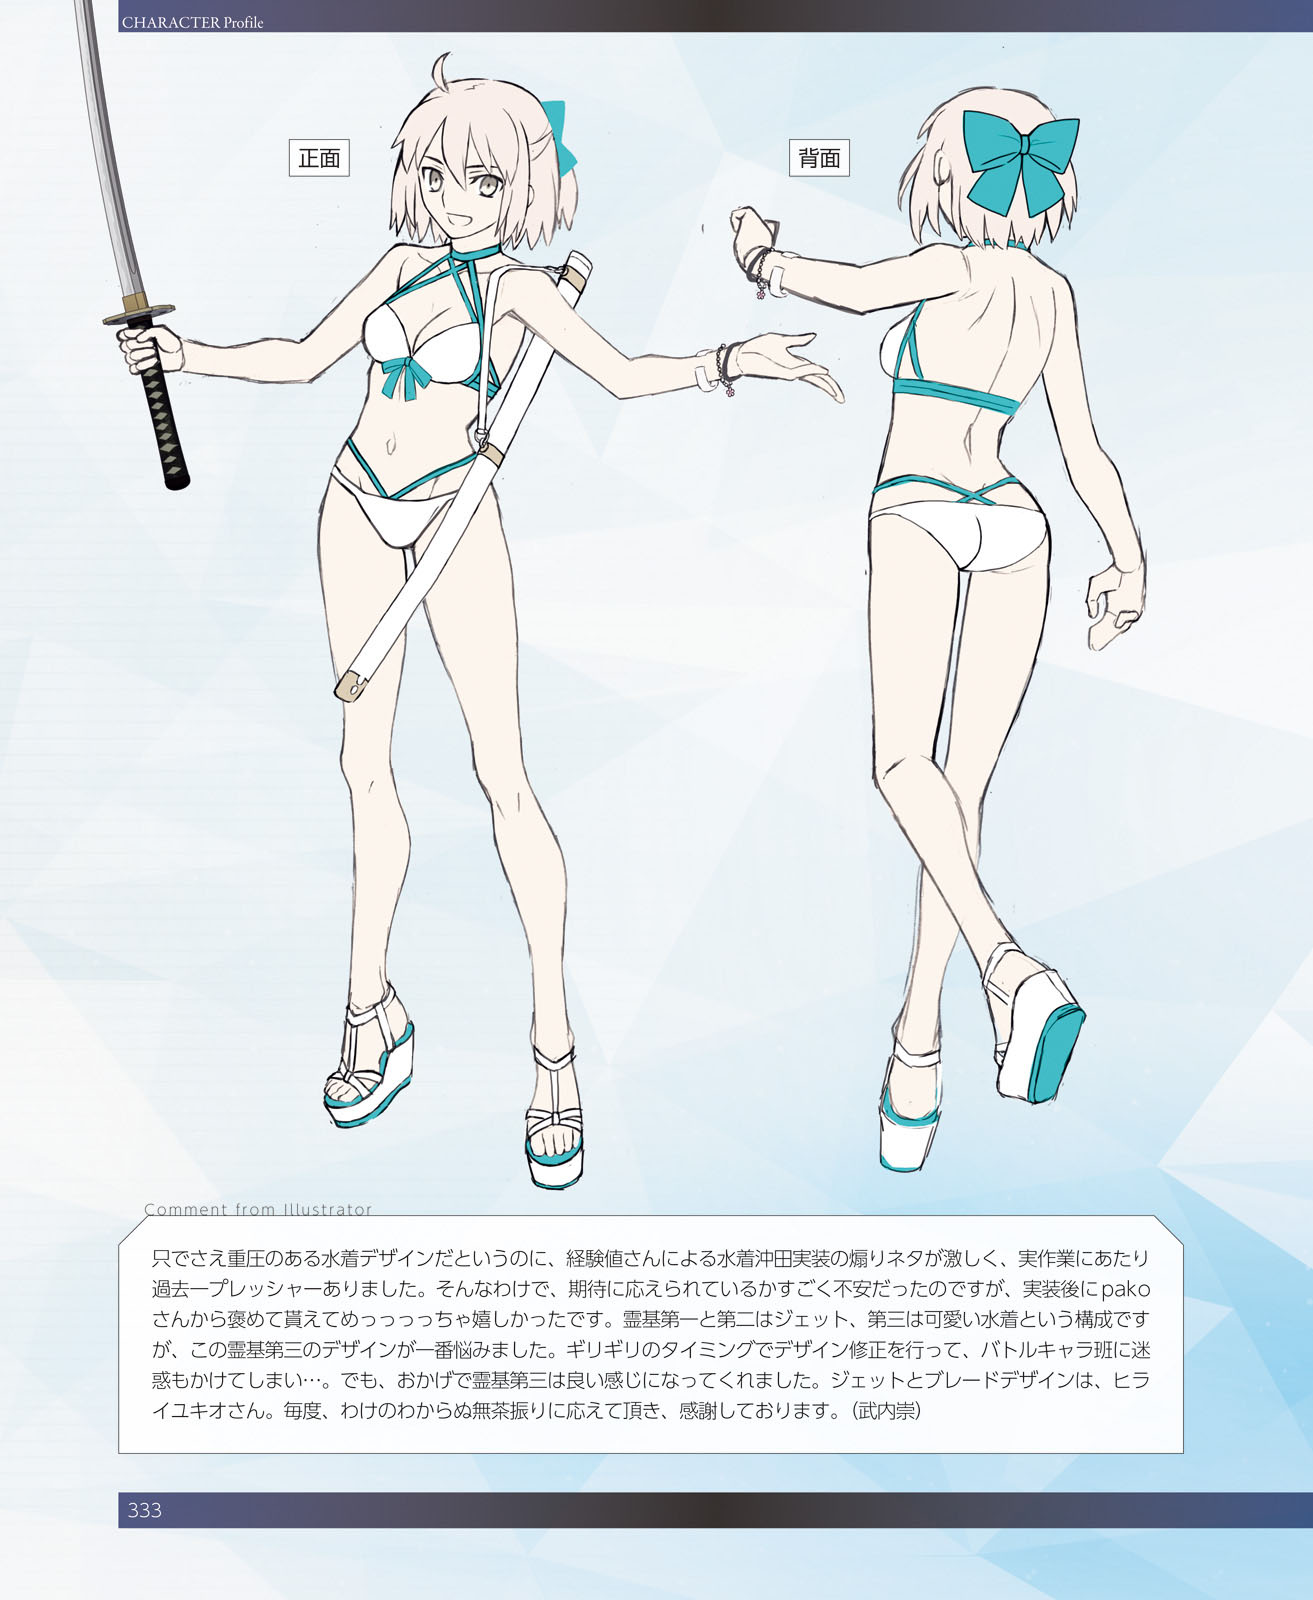 CHARACTER Profile
正面
背面
Comment from Illustrator
只でさえ重圧のある水着デザインだというのに、経験値さんによる水着沖田実装の煽りネタが激しく、実作業にあたり
過去一プレッシャーありました。そんなわけで、期待に応えられているかすごく不安だったのですが、実装後にpako
さんから褒めて貰えてめっっっっちゃ嬉しかったです。霊基第一と第二はジェット、第三は可愛い水着という構成です
が、この霊基第三のデザインが一番悩みました。ギリギリのタイミングでデザイン修正を行って、バトルキャラ班に迷
惑もかけてしまい…。でも、おかげで霊基第三は良い感じになってくれました。ジェットとブレードデザインは、ヒラ
イユキオさん。毎度、わけのわからぬ無茶振りに応えて頂き、感謝しております。（武内崇）
333